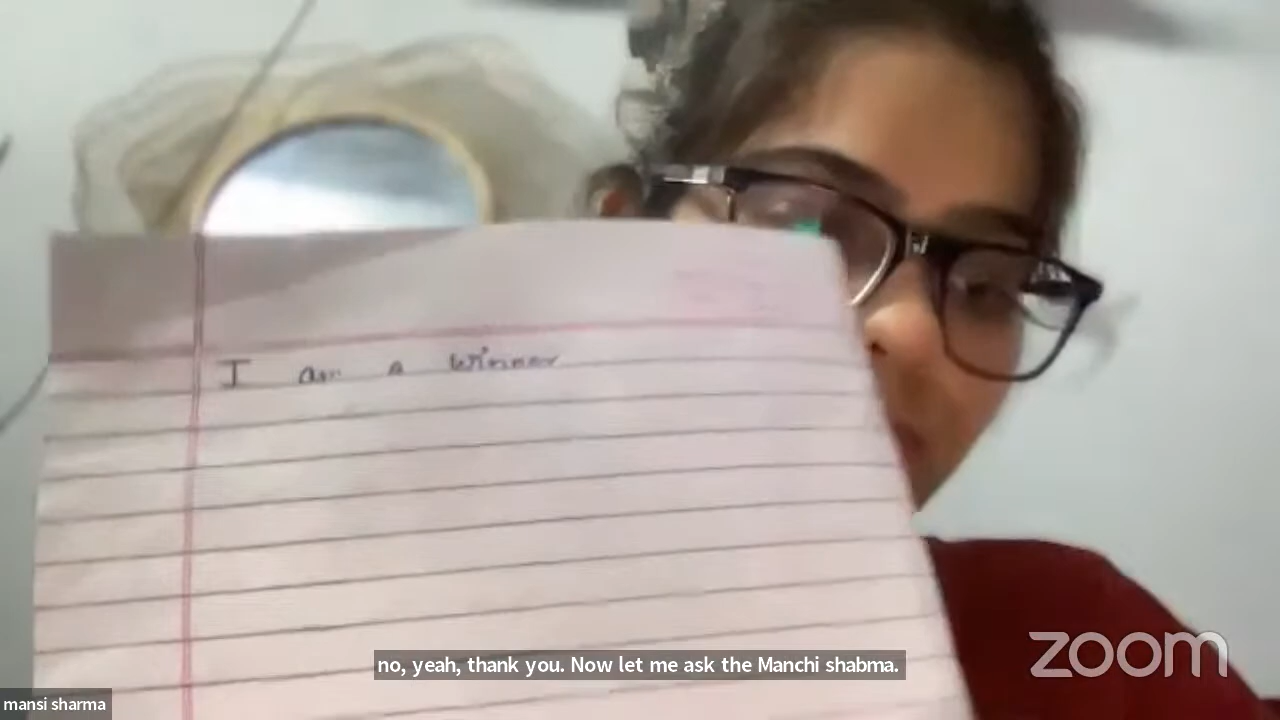 I am a winner
no, yeah, thank you. Now let me ask the Manchi shabma.
zoom
mansi sharma